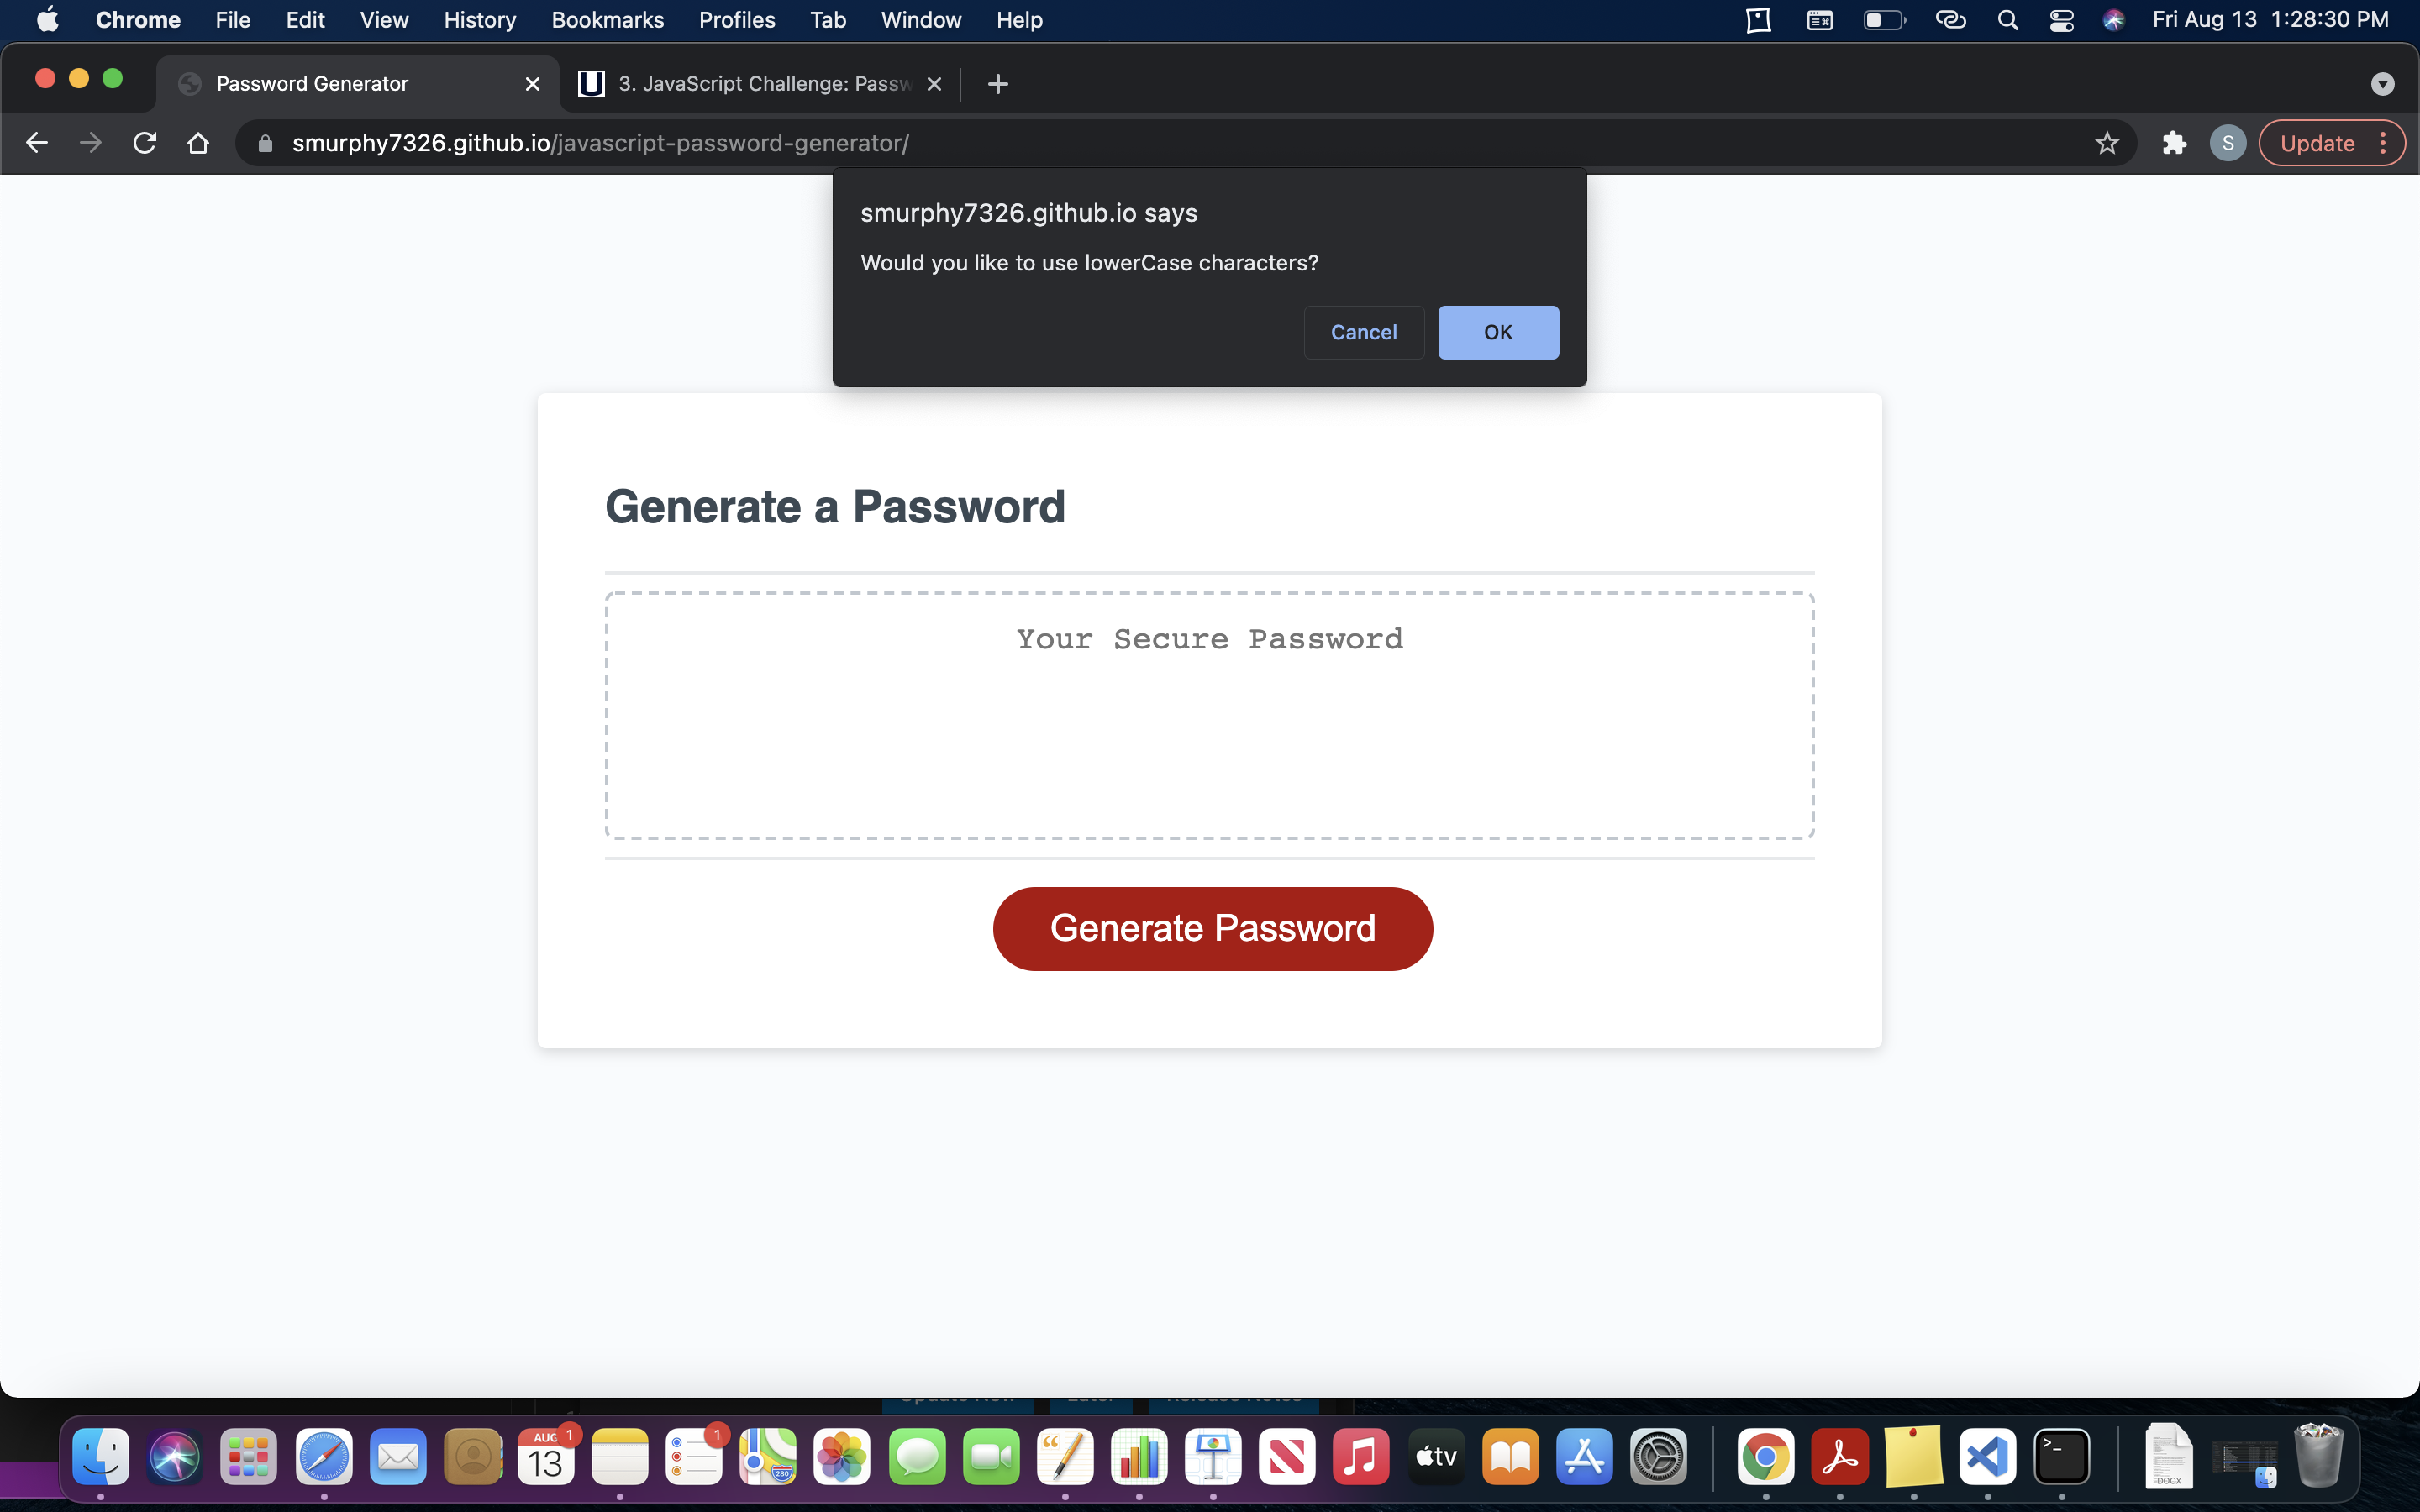 Chrome File Edit View History Bookmarks Profiles Tab Window Help Fri Aug 13 1:28:30 PM
Password Generator 3. JavaScript Challenge: Passw
smurphy7326.github.io/javascript-password-generator/ S Update
smurphy7326.github.io says
Would you like to use lowerCase characters?
Cancel OK
Generate a Password
Your Secure Password
Generate Password
AUG 1 1
13 280 tv DOCX